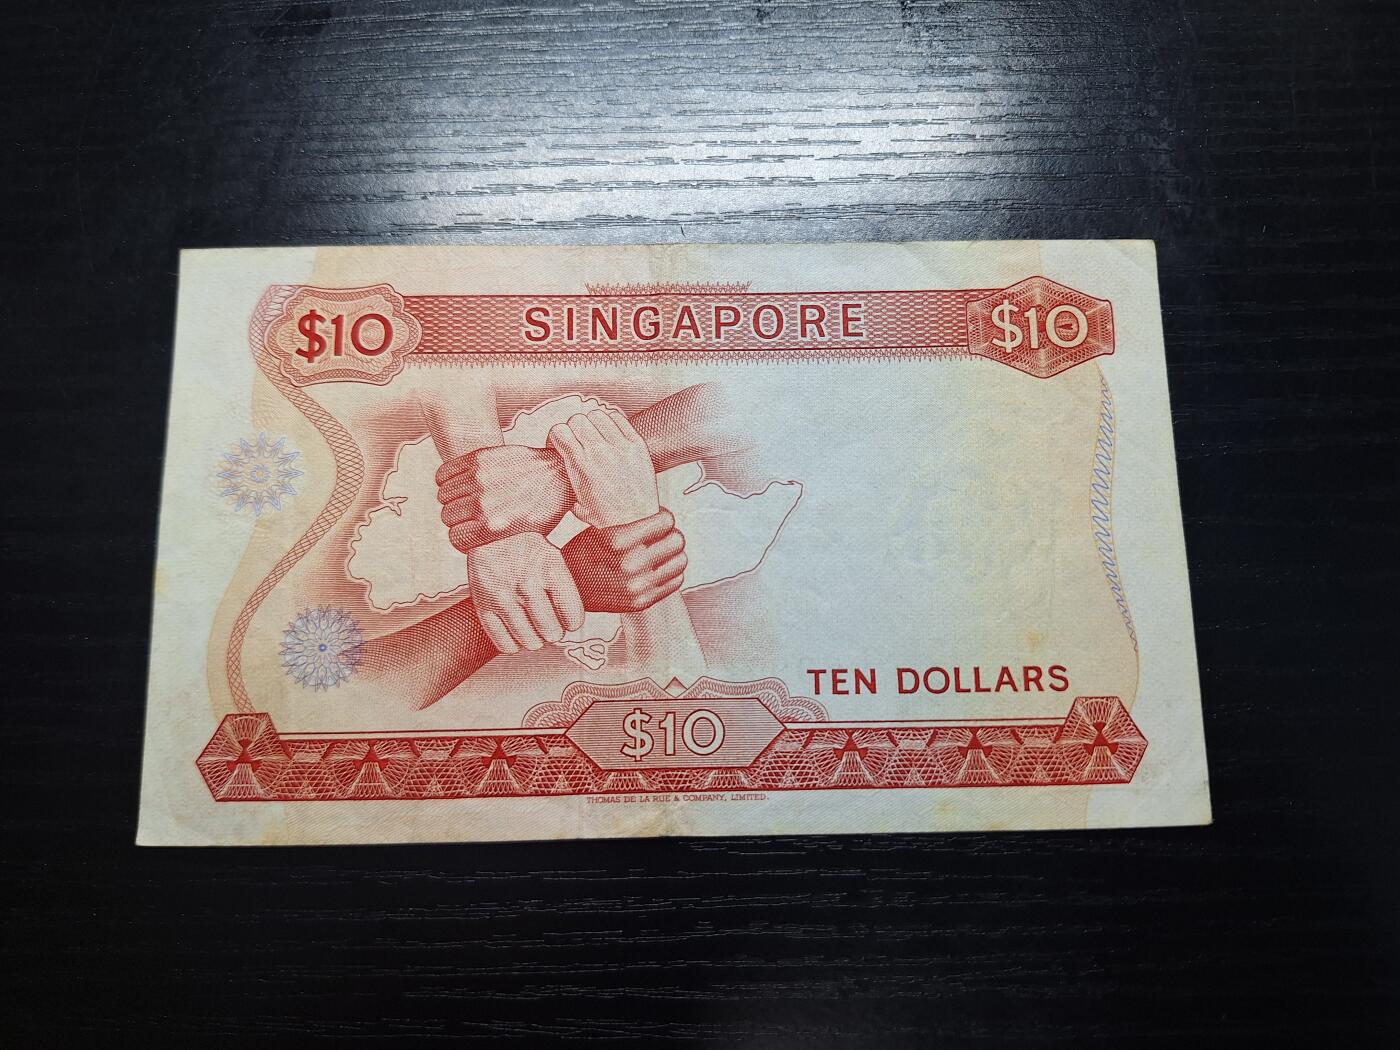 $10 SINGAPORE $10
TEN DOLLARS
$10
THOMAS DE LA RUE & COMPANY, LIMITED.